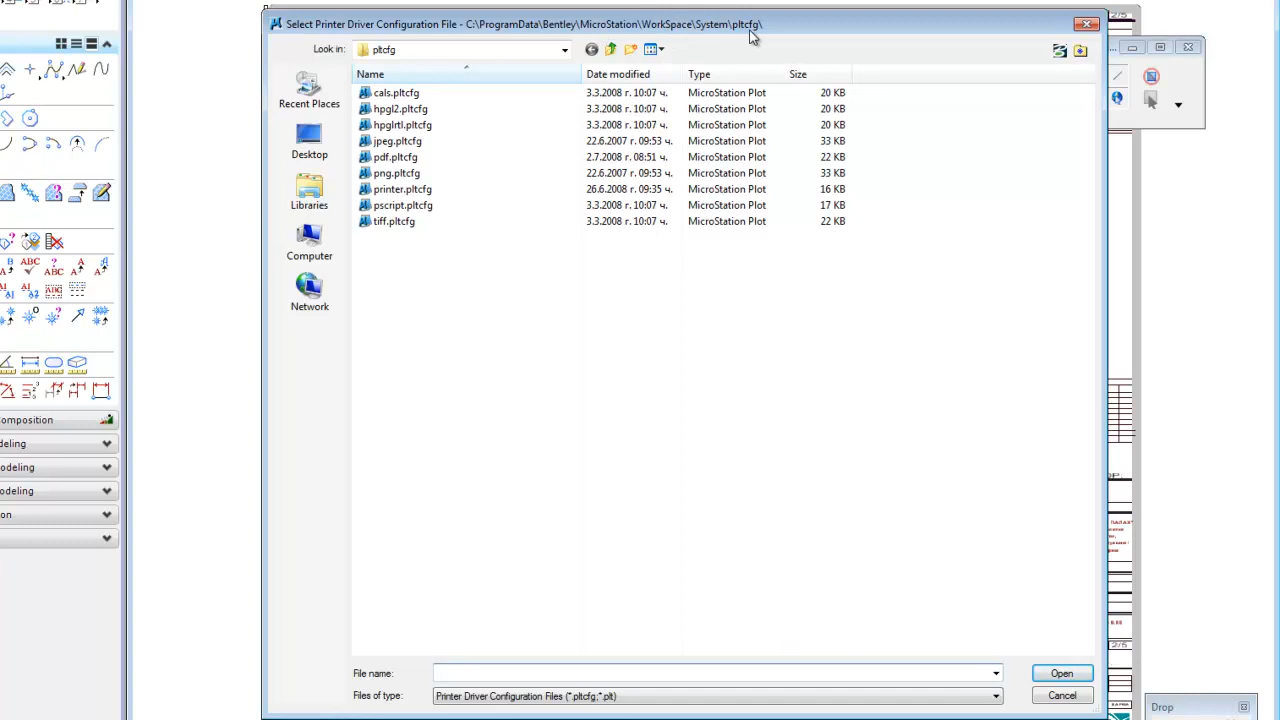 Select Printer Driver Configuration File - C:\ProgramData\Bentley\MicroStation\WorkSpace\System\pltcfg\
Look in: pltcfg
Name Date modified Type Size
cals.pltcfg 3.3.2008 г. 10:07 ч. MicroStation Plot 20 KB
hpgl2.pltcfg 3.3.2008 г. 10:07 ч. MicroStation Plot 20 KB
hpglrtl.pltcfg 3.3.2008 г. 10:07 ч. MicroStation Plot 20 KB
jpeg.pltcfg 22.6.2007 г. 09:53 ч. MicroStation Plot 33 KB
pdf.pltcfg 2.7.2008 г. 08:51 ч. MicroStation Plot 22 KB
png.pltcfg 22.6.2007 г. 09:53 ч. MicroStation Plot 33 KB
printer.pltcfg 26.6.2008 г. 09:35 ч. MicroStation Plot 16 KB
pscript.pltcfg 3.3.2008 г. 10:07 ч. MicroStation Plot 17 KB
tiff.pltcfg 3.3.2008 г. 10:07 ч. MicroStation Plot 22 KB
Recent Places
Desktop
Libraries
Computer
Network
File name:
Open
Files of type: Printer Driver Configuration Files (*.pltcfg;*.plt)
Cancel
omposition
deling
odeling
odeling
on
2/5
2/5
Drop